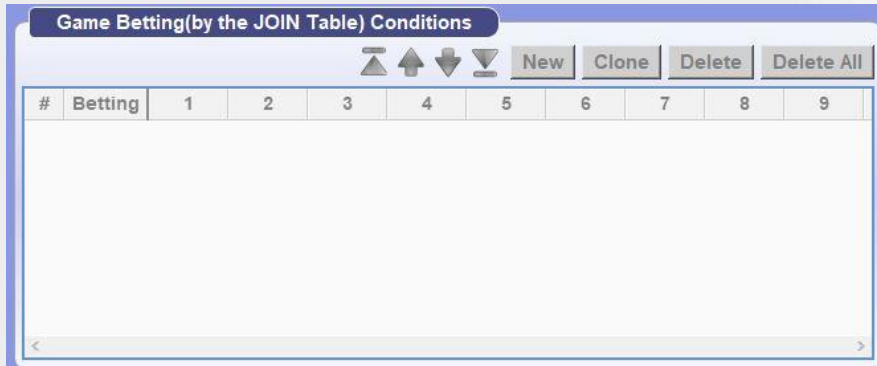 Game Betting(by the JOIN Table) Conditions
New Clone Delete Delete All
# Betting 1 2 3 4 5 6 7 8 9